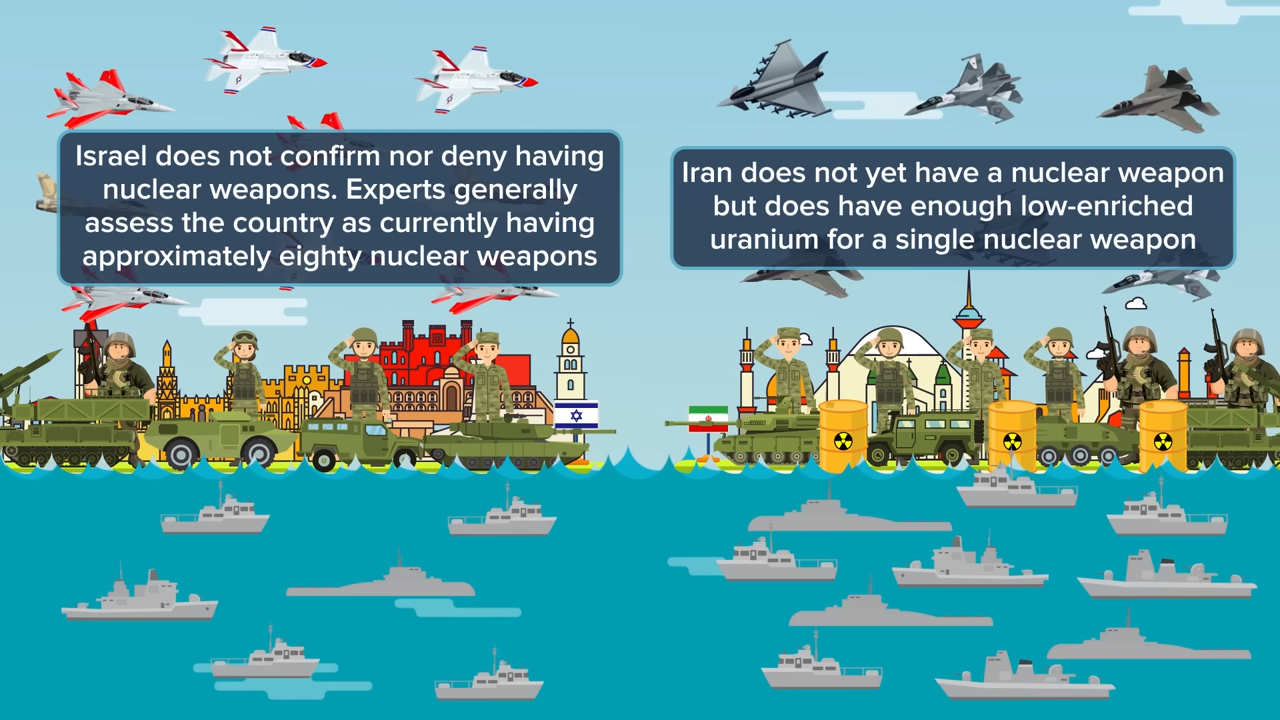 Israel does not confirm nor deny having
nuclear weapons. Experts generally
assess the country as currently having
approximately eighty nuclear weapons
Iran does not yet have a nuclear weapon
but does have enough low-enriched
uranium for a single nuclear weapon